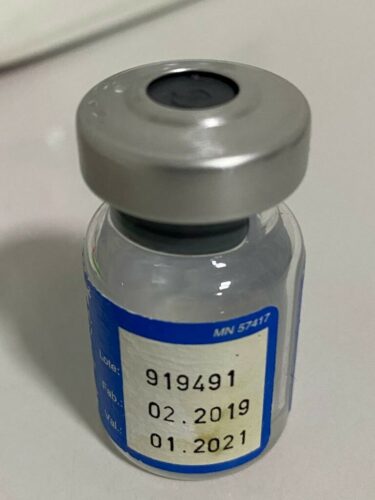 MN 57417
Lote: 919491
Fab.: 02.2019
Val.: 01.2021